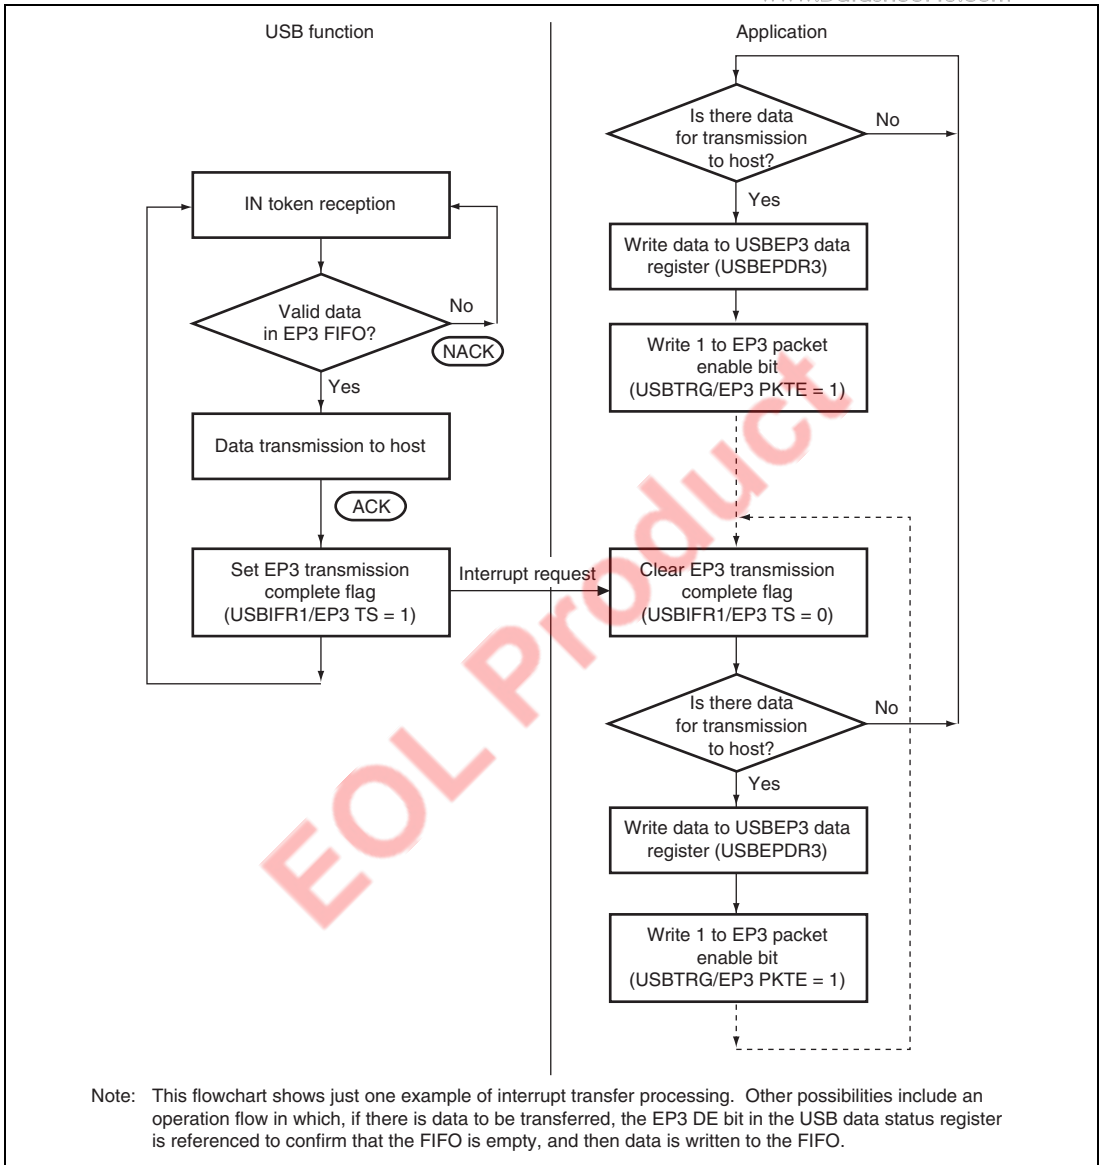 USB function
Application
Is there data
for transmission
to host?
No
Yes
Write data to USBEP3 data
register (USBEPDR3)
Write 1 to EP3 packet
enable bit
(USBTRG/EP3 PKTE = 1)
IN token reception
Valid data
in EP3 FIFO?
No
NACK
Yes
Data transmission to host
ACK
Set EP3 transmission
complete flag
(USBIFR1/EP3 TS = 1)
Interrupt request
Clear EP3 transmission
complete flag
(USBIFR1/EP3 TS = 0)
Is there data
for transmission
to host?
No
Yes
Write data to USBEP3 data
register (USBEPDR3)
Write 1 to EP3 packet
enable bit
(USBTRG/EP3 PKTE = 1)
EOL Product
Note: This flowchart shows just one example of interrupt transfer processing. Other possibilities include an
operation flow in which, if there is data to be transferred, the EP3 DE bit in the USB data status register
is referenced to confirm that the FIFO is empty, and then data is written to the FIFO.